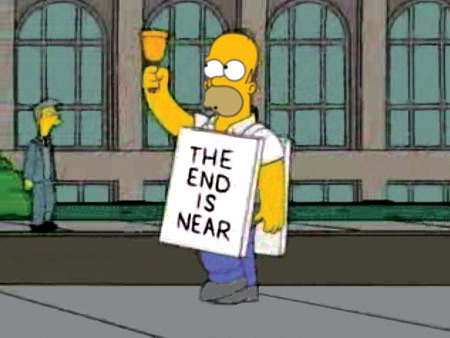 THE
END
IS
NEAR